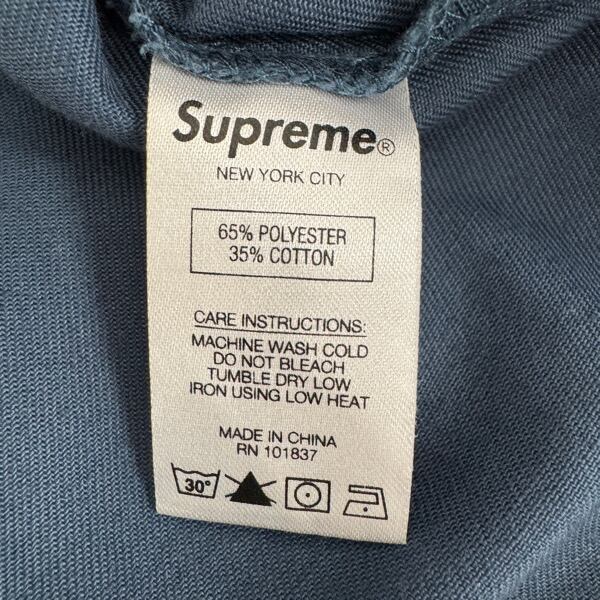 Supreme®
NEW YORK CITY
65% POLYESTER
35% COTTON
CARE INSTRUCTIONS:
MACHINE WASH COLD
DO NOT BLEACH
TUMBLE DRY LOW
IRON USING LOW HEAT
MADE IN CHINA
RN 101837
30°